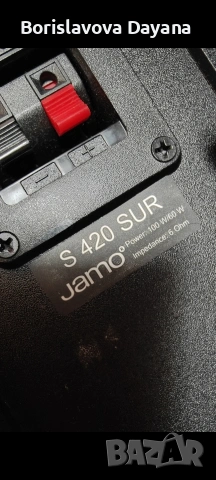 Borislavova Dayana
- +
S 420 SUR
Jamo
Power: 100 W/60 W
Impedance: 6 Ohm
BAZAR